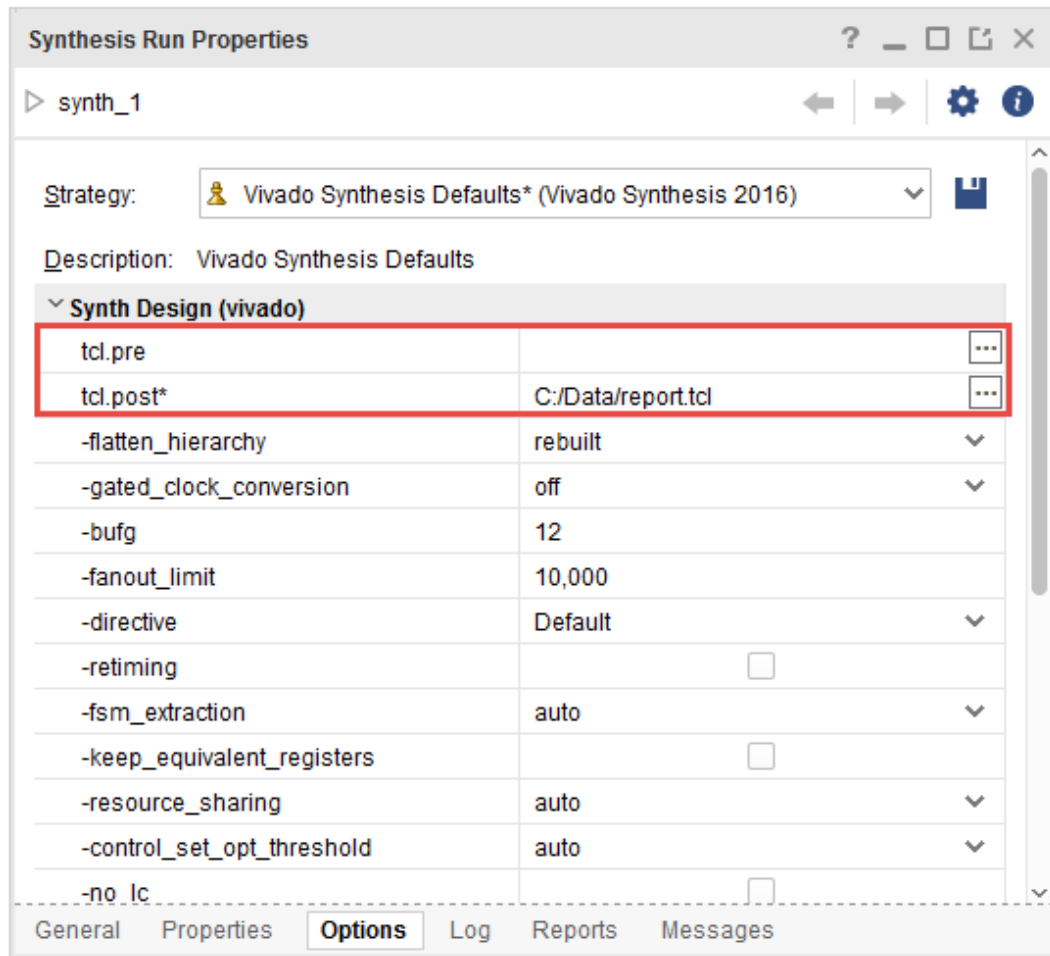 Synthesis Run Properties
synth_1
Strategy: Vivado Synthesis Defaults* (Vivado Synthesis 2016)
Description: Vivado Synthesis Defaults
Synth Design (vivado)
tcl.pre
tcl.post* C:/Data/report.tcl
-flatten_hierarchy rebuilt
-gated_clock_conversion off
-bufg 12
-fanout_limit 10,000
-directive Default
-retiming
-fsm_extraction auto
-keep_equivalent_registers
-resource_sharing auto
-control_set_opt_threshold auto
-no_lc
General Properties Options Log Reports Messages